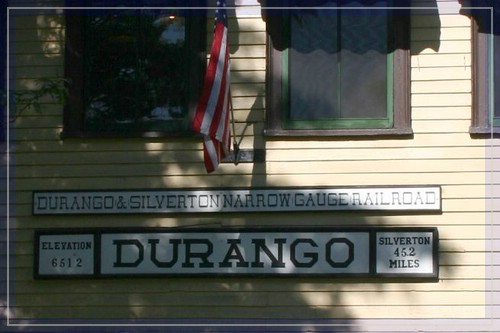 DURANGO & SILVERTON NARROW GAUGE RAILROAD
ELEVATION
6512
DURANGO
SILVERTON
45.2
MILES